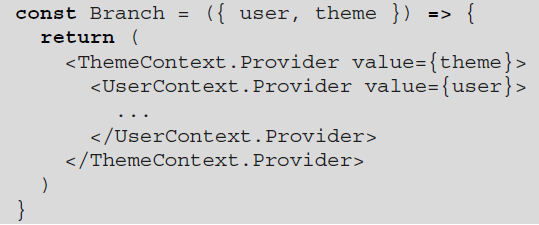 const Branch = ({ user, theme }) => {
  return (
    <ThemeContext.Provider value={theme}>
      <UserContext.Provider value={user}>
        ...
      </UserContext.Provider>
    </ThemeContext.Provider>
  )
}